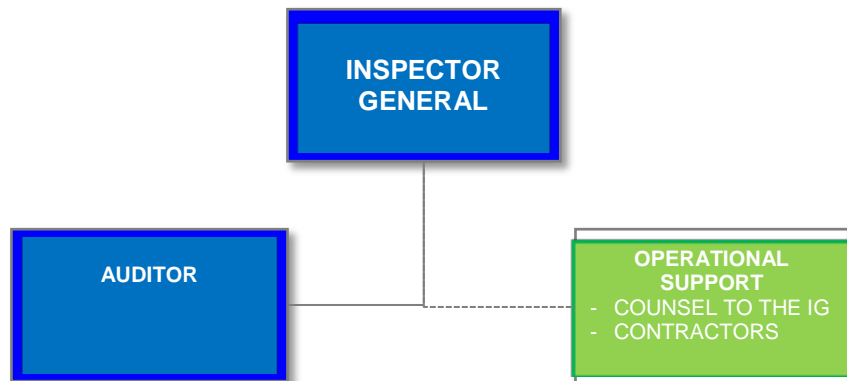 INSPECTOR
GENERAL
AUDITOR
OPERATIONAL
SUPPORT
- COUNSEL TO THE IG
- CONTRACTORS